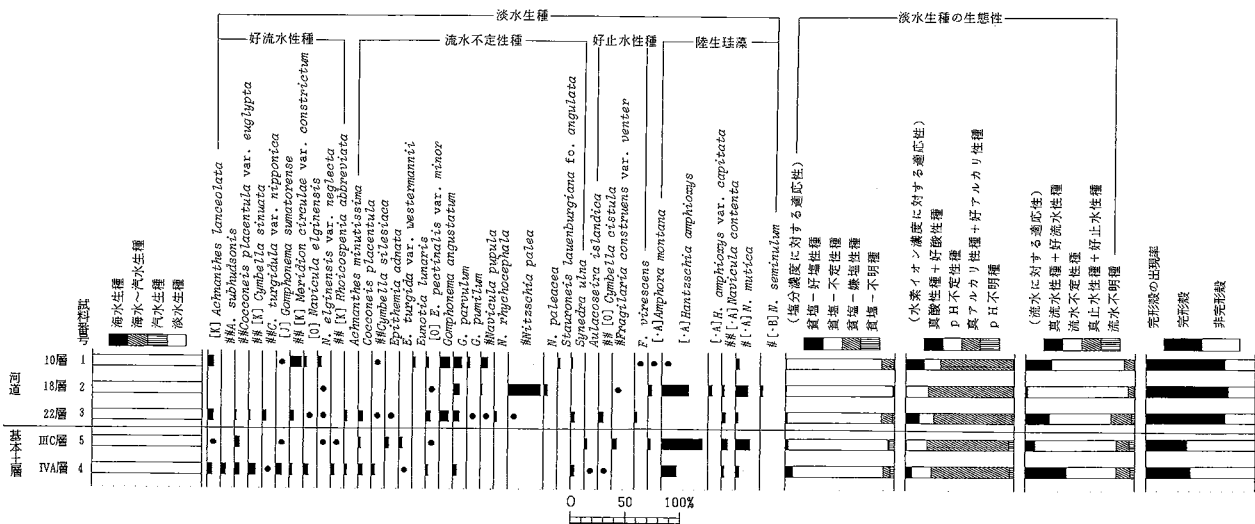 淡水生種
淡水生種の生態性
好流水性種
流水不定性種
好止水性種
陸生珪藻
海水生種
海水～汽水生種
汽水生種
淡水生種
[K] Achnanthes lanceolata
#A. subhudsonis
#Cocconeis placentula var. euglypta
## [K] Cymbella sinuata
#C. turgidula var. nipponica
[J] Gomphonema sumatorense
## [K] Meridion circulae var. constrictum
[O] Navicula elginensis
N. elginensis var. neglecta
## [K] Rhoicospenia abbreviata
Achnanthes minutissima
Cocconeis placentula
##Cymbella silesiaca
Epithemia adnata
E. turgida var. westermannii
Eunotia lunaris
[O] E. pectinalis var. minor
Gomphonema angustatum
G. parvulum
G. pumilum
#Navicula pupula
N. rhychocephala
#Nitzschia palea
N. paleacea
Stauroneis lauenburgiana fo. angulata
Synedra ulna
Aulacoseira islandica
## [O] Cymbella cistula
#Fragilaria construens var. venter
F. virescens
[・A]Amphora montana
[・A]Hantzschia amphioxys
[・A]H. amphioxys var. capitata
##[・A]Navicula contenta
#[・A]N. mutica
#[・B]N. seminulum
(塩分濃度に対する適応性)
貧塩－好塩性種
貧塩－不定性種
貧塩－嫌塩性種
貧塩－不明種
(水素イオン濃度に対する適応性)
真酸性種＋好酸性種
ｐＨ不定性種
真アルカリ性種＋好アルカリ性種
ｐＨ不明種
(流水に対する適応性)
真流水性種＋好流水性種
流水不定性種
真止水性種＋好止水性種
流水不明種
完形殻の出現率
完形殻
非完形殻
試料番号
河道
10層 1
18層 2
22層 3
基本土層
ⅢC層 5
ⅣA層 4
0 50 100%